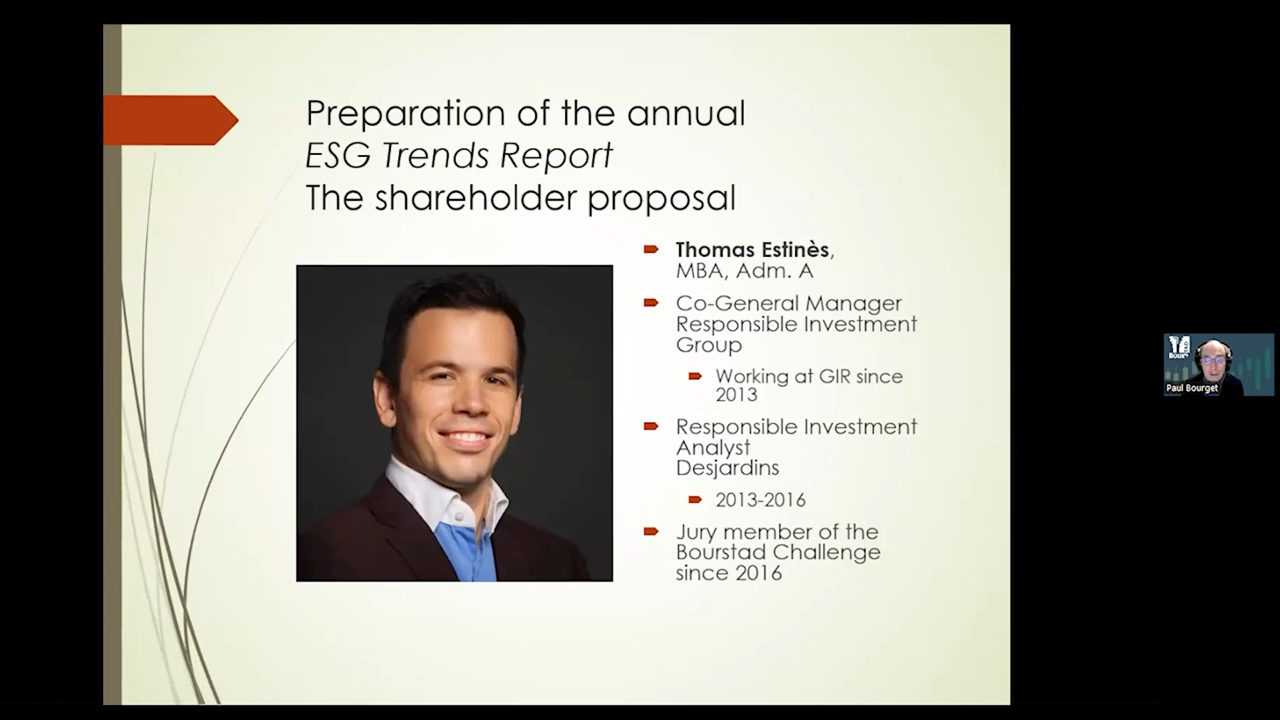 Preparation of the annual
ESG Trends Report
The shareholder proposal
Thomas Estinès,
MBA, Adm. A
Co-General Manager
Responsible Investment
Group
Working at GIR since
2013
Responsible Investment
Analyst
Desjardins
2013-2016
Jury member of the
Bourstad Challenge
since 2016
Paul Bourget